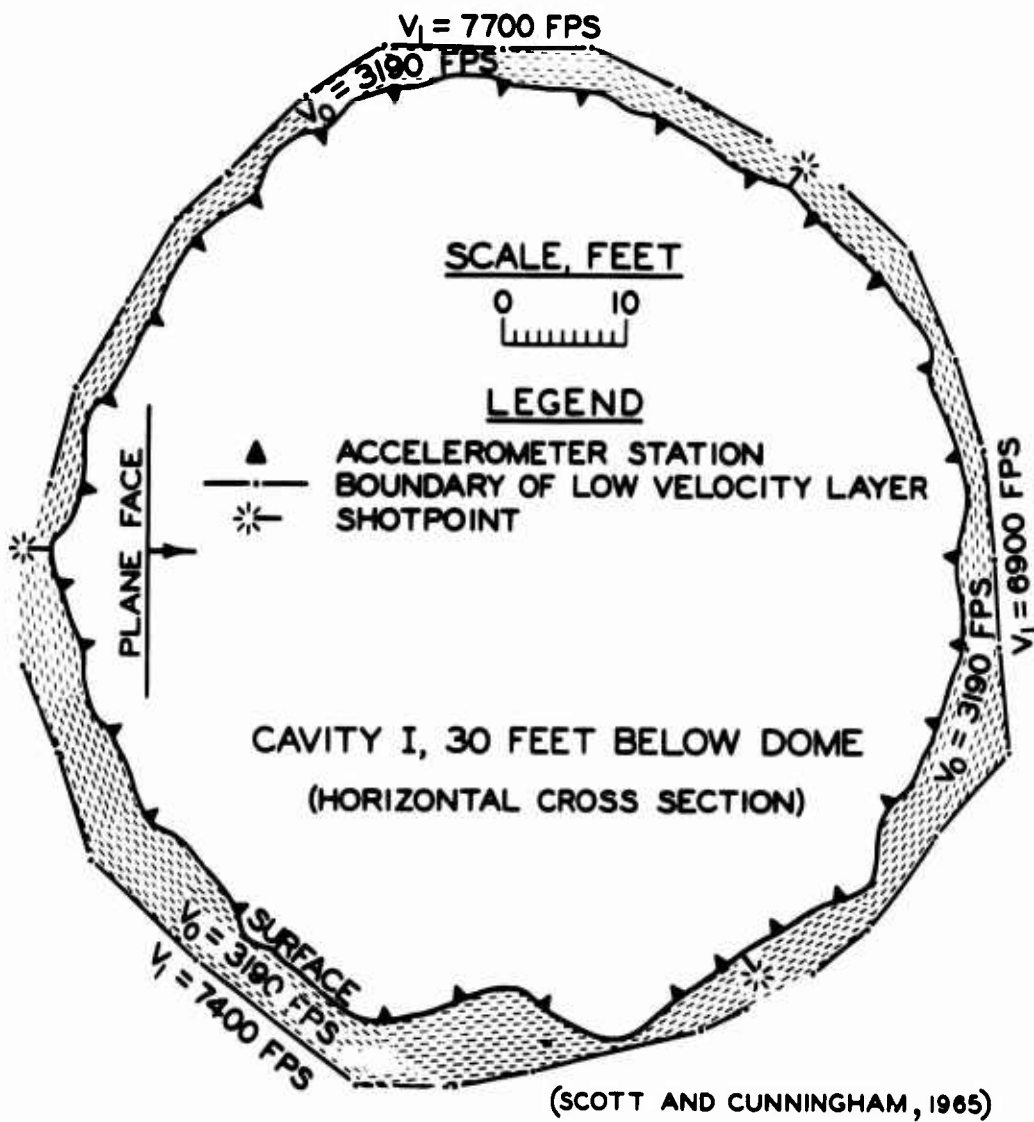 V₁ = 7700 FPS
V₀ = 3190 FPS
SCALE, FEET
0 10
LEGEND
ACCELEROMETER STATION
BOUNDARY OF LOW VELOCITY LAYER
SHOTPOINT
PLANE FACE
V₁ = 6900 FPS
V₀ = 3190 FPS
CAVITY I, 30 FEET BELOW DOME
(HORIZONTAL CROSS SECTION)
SURFACE
V₀ = 3190 FPS
V₁ = 7400 FPS
(SCOTT AND CUNNINGHAM, 1965)